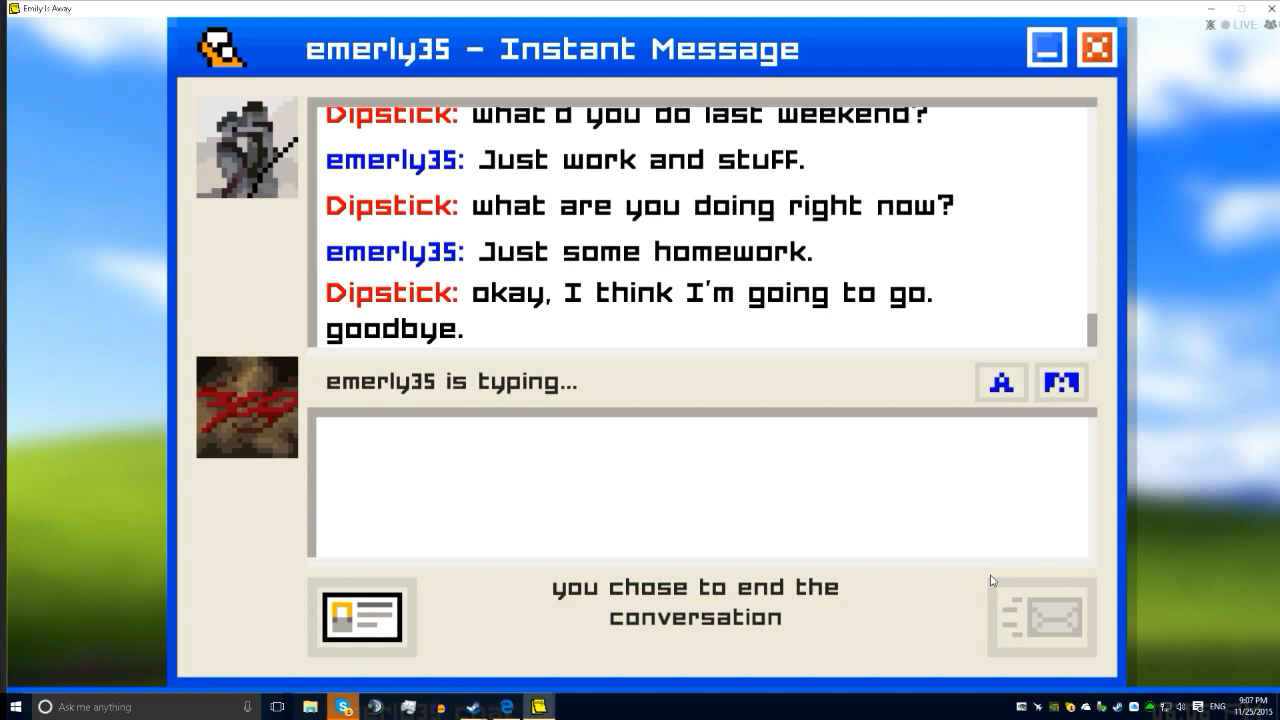 Emily Is Away
LIVE
emerly35 - Instant Message
Dipstick: what'd you do last weekend?
emerly35: Just work and stuff.
Dipstick: what are you doing right now?
emerly35: Just some homework.
Dipstick: okay, I think I'm going to go.
goodbye.
emerly35 is typing...
A
you chose to end the
conversation
Ask me anything
ENG
9:07 PM
11/25/2015